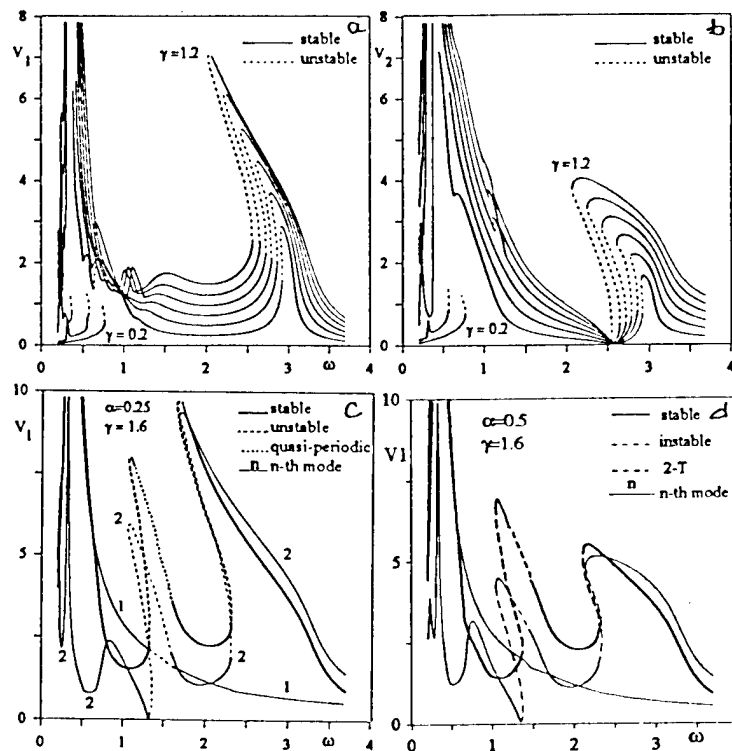 8
V1
6
4
2
0
0
1
2
3
ω
4
a
stable
unstable
γ=1.2
γ=0.2
8
V2
6
4
2
0
0
1
2
3
ω
4
b
stable
unstable
γ=1.2
γ=0.2
10
V1
5
0
0
1
2
3
ω
4
α=0.25
γ=1.6
c
stable
unstable
quasi-periodic
n
n-th mode
2
2
1
2
2
2
1
10
V1
5
0
0
1
2
3
ω
4
α=0.5
γ=1.6
d
stable
instable
2-T
n
n-th mode